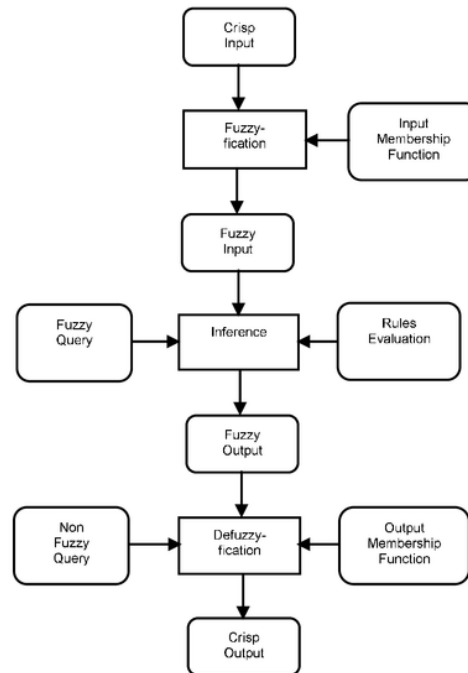 Crisp
Input
Fuzzy-
fication
Input
Membership
Function
Fuzzy
Input
Fuzzy
Query
Inference
Rules
Evaluation
Fuzzy
Output
Non
Fuzzy
Query
Defuzzy-
fication
Output
Membership
Function
Crisp
Output